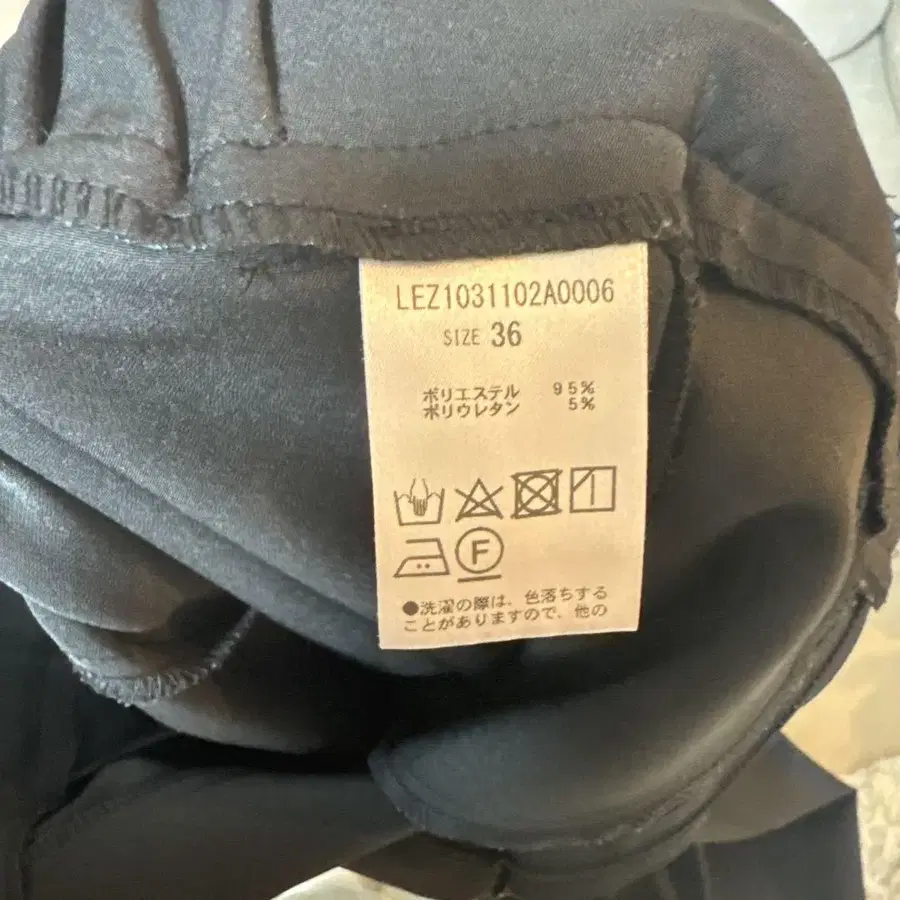 LEZ1031102A0006
SIZE 36
ポリエステル 95%
ポリウレタン 5%
F
●洗濯の際は、色落ちする
ことがありますので、他の